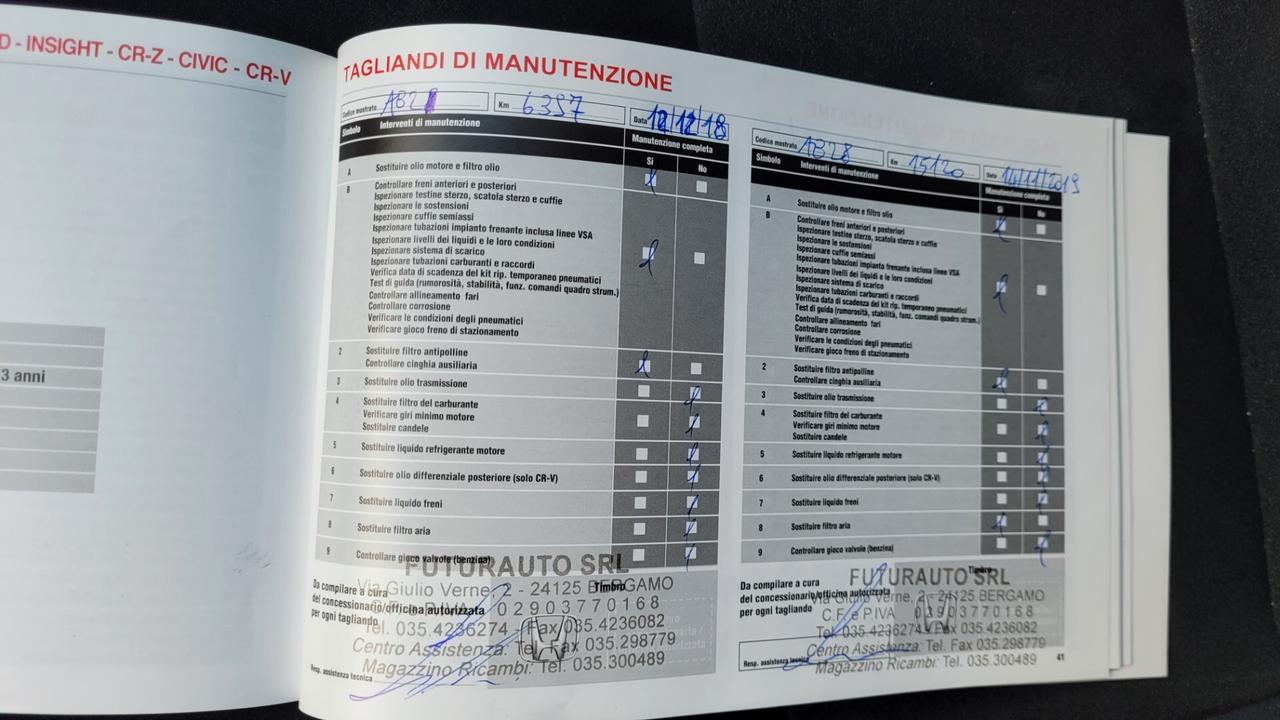 D - INSIGHT - CR-Z - CIVIC - CR-V
3 anni
TAGLIANDI DI MANUTENZIONE
Codice mostrato AB28 Km 6357 Data 12/12/18
Simbolo Interventi di manutenzione Manutenzione completa
Si No
A Sostituire olio motore e filtro olio
B Controllare freni anteriori e posteriori
Ispezionare testine sterzo, scatola sterzo e cuffie
Ispezionare le sostensioni
Ispezionare cuffie semiassi
Ispezionare tubazioni impianto frenante inclusa linee VSA
Ispezionare livelli dei liquidi e le loro condizioni
Ispezionare sistema di scarico
Ispezionare tubazioni carburanti e raccordi
Verifica data di scadenza del kit rip. temporaneo pneumatici
Test di guida (rumorosità, stabilità, funz. comandi quadro strum.)
Controllare allineamento fari
Controllare corrosione
Verificare le condizioni degli pneumatici
Verificare gioco freno di stazionamento
2 Sostituire filtro antipolline
Controllare cinghia ausiliaria
3 Sostituire olio trasmissione
4 Sostituire filtro del carburante
Verificare giri minimo motore
Sostituire candele
5 Sostituire liquido refrigerante motore
6 Sostituire olio differenziale posteriore (solo CR-V)
7 Sostituire liquido freni
8 Sostituire filtro aria
9 Controllare gioco valvole (benzina)
Da compilare a cura
del concessionario/officina autorizzata
per ogni tagliando
Timbro
FUTURAUTO SRL
Via Giulio Verne, 2 - 24125 BERGAMO
P.IVA 02903770168
Tel. 035.4236274 - Fax 035.4236082
Centro Assistenza: Tel. Fax 035.298779
Magazzino Ricambi: Tel. 035.300489
Resp. assistenza tecnica
Codice mostrato AB28 Km 15120 Data 14/11/2019
Simbolo Interventi di manutenzione Manutenzione completa
Si No
A Sostituire olio motore e filtro olio
B Controllare freni anteriori e posteriori
Ispezionare testine sterzo, scatola sterzo e cuffie
Ispezionare le sostensioni
Ispezionare cuffie semiassi
Ispezionare tubazioni impianto frenante inclusa linee VSA
Ispezionare livelli dei liquidi e le loro condizioni
Ispezionare sistema di scarico
Ispezionare tubazioni carburanti e raccordi
Verifica data di scadenza del kit rip. temporaneo pneumatici
Test di guida (rumorosità, stabilità, funz. comandi quadro strum.)
Controllare allineamento fari
Controllare corrosione
Verificare le condizioni degli pneumatici
Verificare gioco freno di stazionamento
2 Sostituire filtro antipolline
Controllare cinghia ausiliaria
3 Sostituire olio trasmissione
4 Sostituire filtro del carburante
Verificare giri minimo motore
Sostituire candele
5 Sostituire liquido refrigerante motore
6 Sostituire olio differenziale posteriore (solo CR-V)
7 Sostituire liquido freni
8 Sostituire filtro aria
9 Controllare gioco valvole (benzina)
Da compilare a cura
del concessionario/officina autorizzata
per ogni tagliando
Timbro
FUTURAUTO SRL
Via Giulio Verne, 2 - 24125 BERGAMO
C.F. e P.IVA 02903770168
Tel. 035.4236274 - Fax 035.4236082
Centro Assistenza: Tel. Fax 035.298779
Magazzino Ricambi: Tel. 035.300489
Resp. assistenza tecnica
41